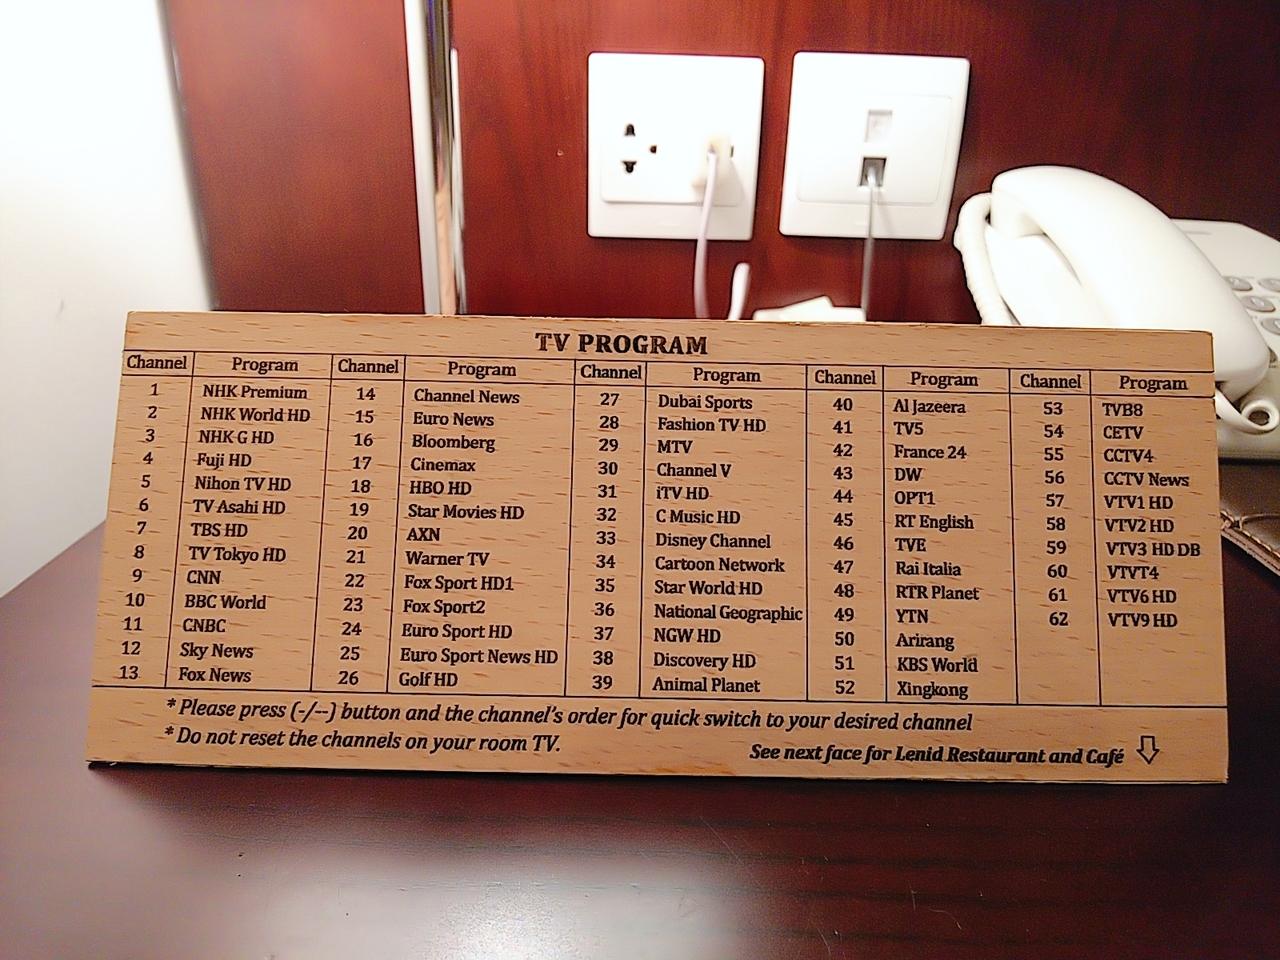 TV PROGRAM
Channel Program Channel Program Channel Program Channel Program Channel Program
1 NHK Premium 14 Channel News 27 Dubai Sports 40 Al Jazeera 53 TVB8
2 NHK World HD 15 Euro News 28 Fashion TV HD 41 TV5 54 CETV
3 NHK G HD 16 Bloomberg 29 MTV 42 France 24 55 CCTV4
4 Fuji HD 17 Cinemax 30 Channel V 43 DW 56 CCTV News
5 Nihon TV HD 18 HBO HD 31 iTV HD 44 OPT1 57 VTV1 HD
6 TV Asahi HD 19 Star Movies HD 32 C Music HD 45 RT English 58 VTV2 HD
7 TBS HD 20 AXN 33 Disney Channel 46 TVE 59 VTV3 HD DB
8 TV Tokyo HD 21 Warner TV 34 Cartoon Network 47 Rai Italia 60 VTVT4
9 CNN 22 Fox Sport HD1 35 Star World HD 48 RTR Planet 61 VTV6 HD
10 BBC World 23 Fox Sport2 36 National Geographic 49 YTN 62 VTV9 HD
11 CNBC 24 Euro Sport HD 37 NGW HD 50 Arirang
12 Sky News 25 Euro Sport News HD 38 Discovery HD 51 KBS World
13 Fox News 26 Golf HD 39 Animal Planet 52 Xingkong
* Please press (-/--) button and the channel's order for quick switch to your desired channel
* Do not reset the channels on your room TV.
See next face for Lenid Restaurant and Café